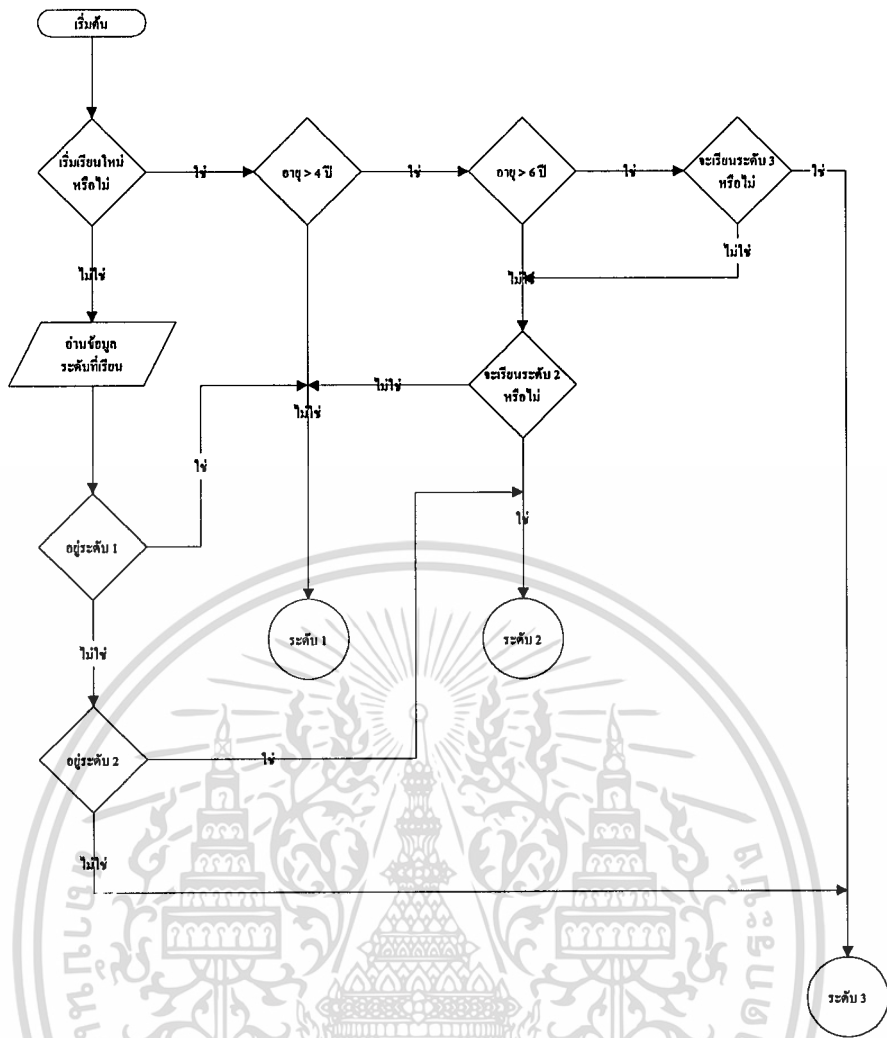 เริ่มต้น
เริ่มเรียนใหม่
หรือไม่
ใช่
อายุ > 4 ปี
ใช่
อายุ > 6 ปี
ใช่
จะเรียนระดับ 3
หรือไม่
ใช่
ไม่ใช่
ไม่ใช่
ไม่ใช่
อ่านข้อมูล
ระดับที่เรียน
จะเรียนระดับ 2
หรือไม่
ไม่ใช่
ไม่ใช่
ใช่
ใช่
อยู่ระดับ 1
ระดับ 1
ระดับ 2
ไม่ใช่
อยู่ระดับ 2
ใช่
ไม่ใช่
ระดับ 3